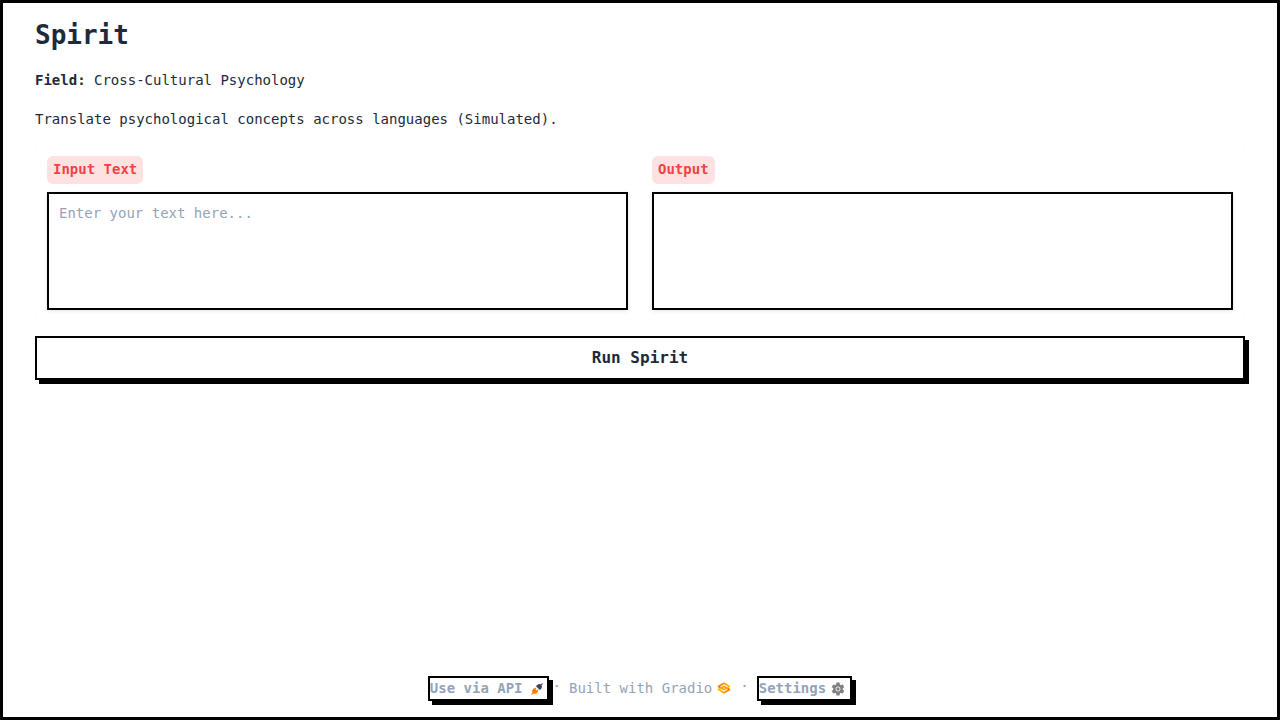 Spirit
Field: Cross-Cultural Psychology
Translate psychological concepts across languages (Simulated).
Input Text
Enter your text here...
Output
Run Spirit
Use via API · Built with Gradio · Settings